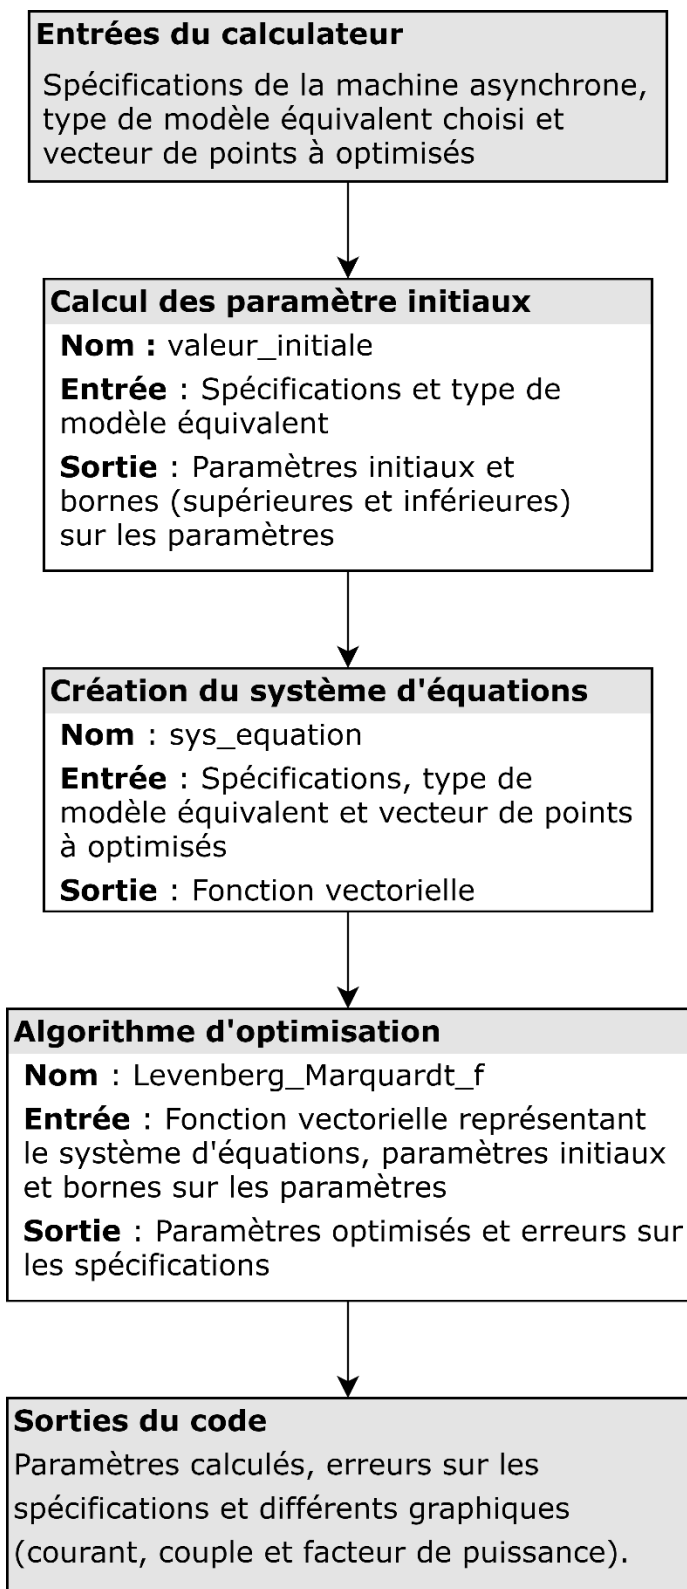 Entrées du calculateur
Spécifications de la machine asynchrone,
type de modèle équivalent choisi et
vecteur de points à optimisés
Calcul des paramètre initiaux
Nom : valeur_initiale
Entrée : Spécifications et type de
modèle équivalent
Sortie : Paramètres initiaux et
bornes (supérieures et inférieures)
sur les paramètres
Création du système d'équations
Nom : sys_equation
Entrée : Spécifications, type de
modèle équivalent et vecteur de points
à optimisés
Sortie : Fonction vectorielle
Algorithme d'optimisation
Nom : Levenberg_Marquardt_f
Entrée : Fonction vectorielle représentant
le système d'équations, paramètres initiaux
et bornes sur les paramètres
Sortie : Paramètres optimisés et erreurs sur
les spécifications
Sorties du code
Paramètres calculés, erreurs sur les
spécifications et différents graphiques
(courant, couple et facteur de puissance).